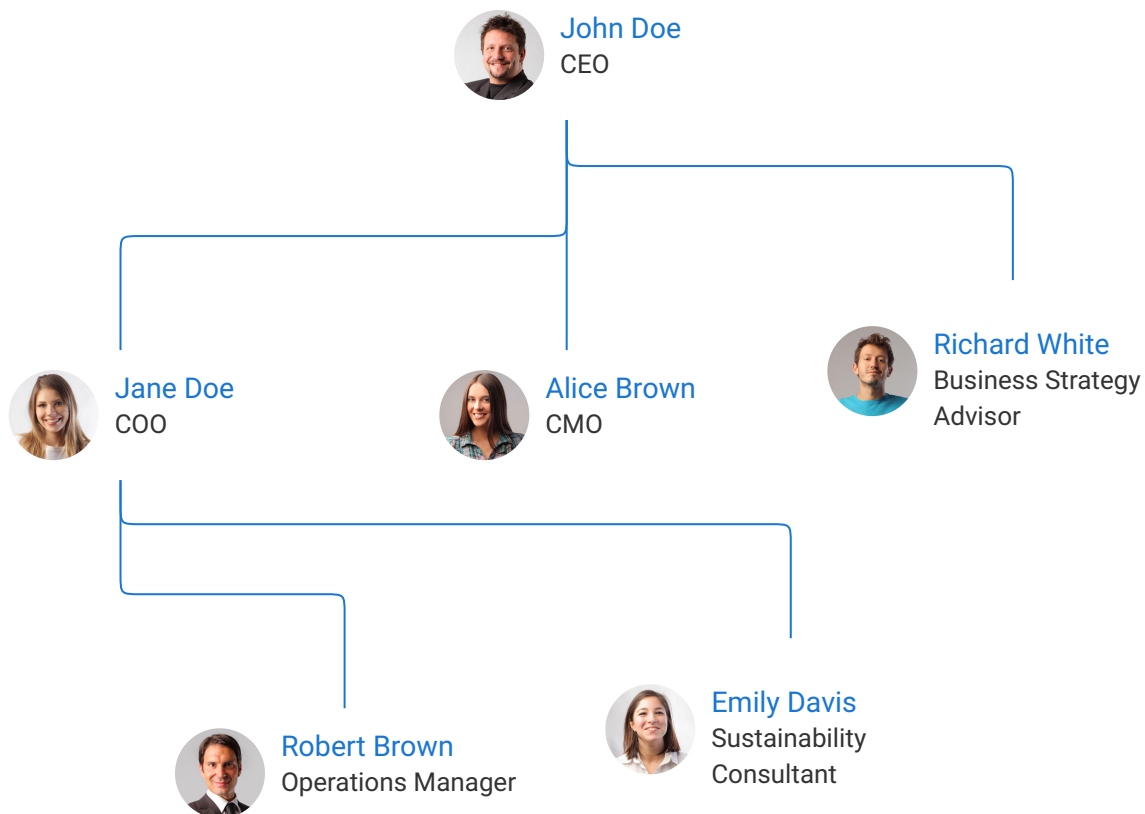 John Doe
CEO
Jane Doe
COO
Alice Brown
CMO
Richard White
Business Strategy
Advisor
Robert Brown
Operations Manager
Emily Davis
Sustainability
Consultant